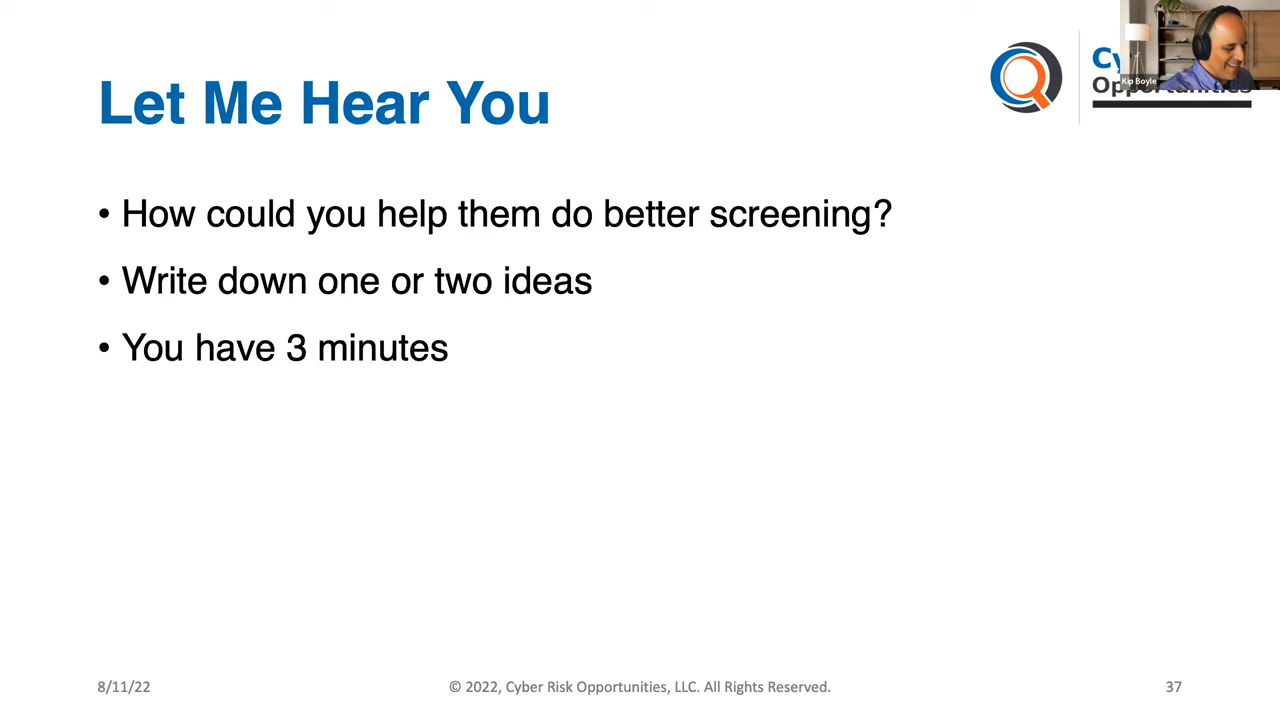 Let Me Hear You
Kip Boyle
Opportunities
• How could you help them do better screening?
• Write down one or two ideas
• You have 3 minutes
8/11/22
© 2022, Cyber Risk Opportunities, LLC. All Rights Reserved.
37